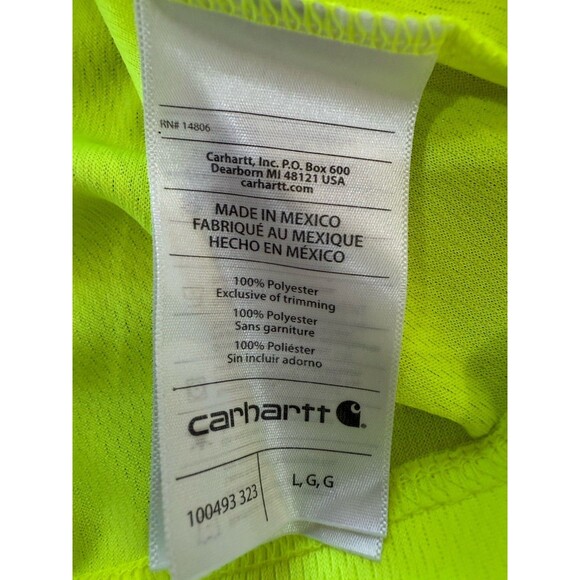 RN# 14806
Carhartt, Inc. P.O. Box 600
Dearborn MI 48121 USA
carhartt.com
MADE IN MEXICO
FABRIQUÉ AU MEXIQUE
HECHO EN MÉXICO
100% Polyester
Exclusive of trimming
100% Polyester
Sans garniture
100% Poliéster
Sin incluir adorno
carhartt
100493 323
L, G, G